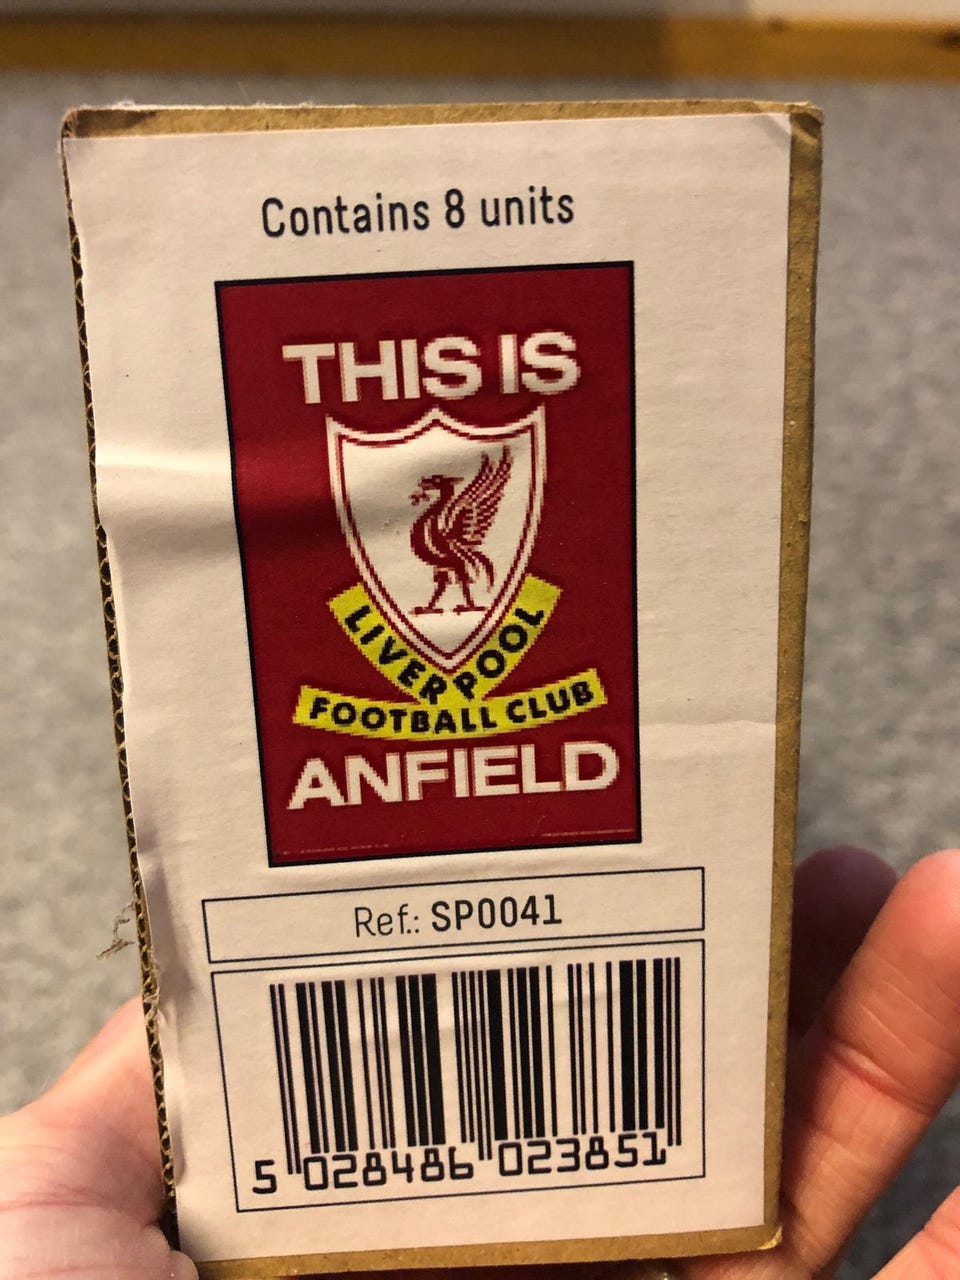 Contains 8 units
THIS IS
LIVERPOOL
FOOTBALL CLUB
ANFIELD
Ref.: SP0041
5 028486 023851